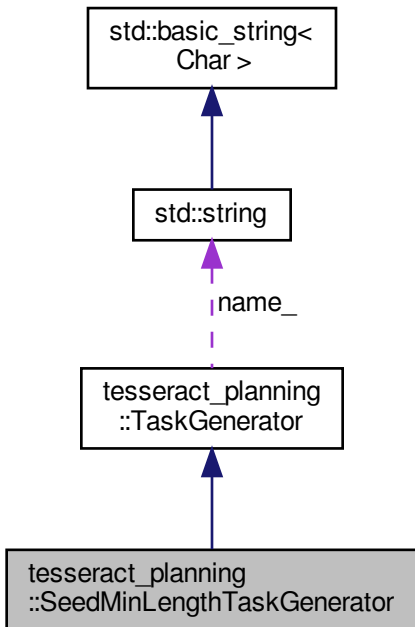 std::basic_string<
Char >
std::string
name_
tesseract_planning
::TaskGenerator
tesseract_planning
::SeedMinLengthTaskGenerator